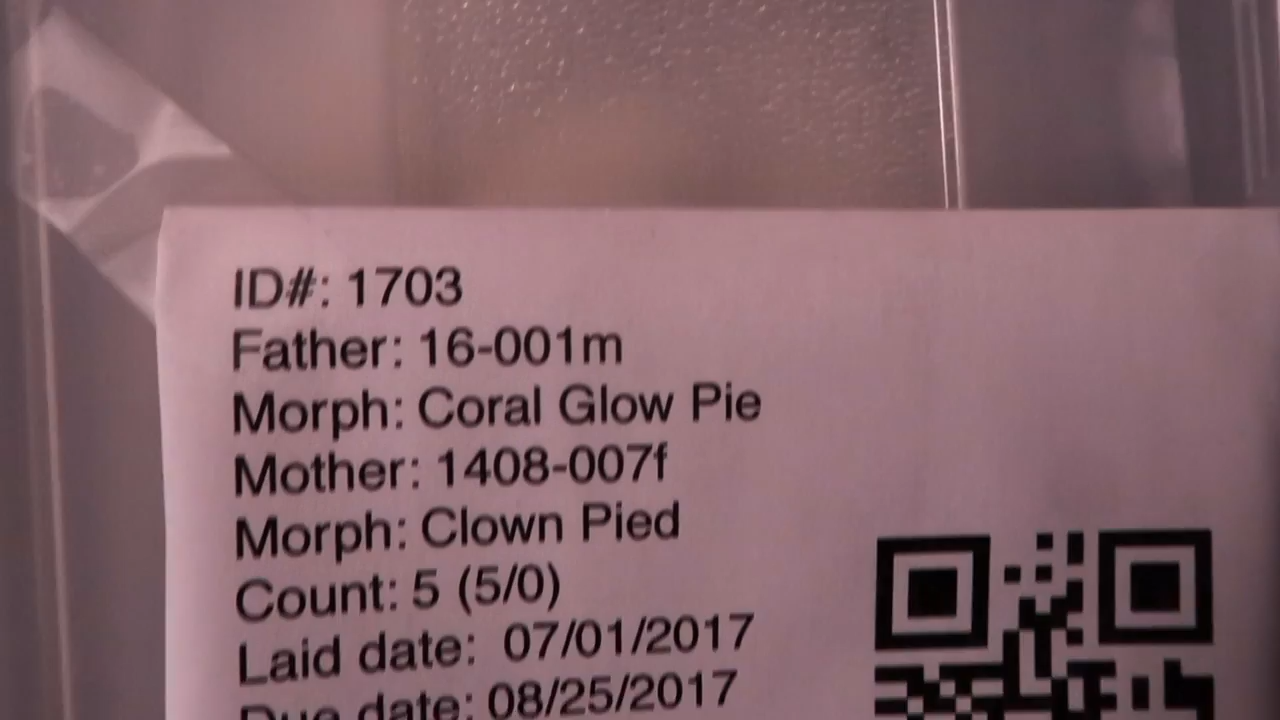 ID#: 1703
Father: 16-001m
Morph: Coral Glow Pie
Mother: 1408-007f
Morph: Clown Pied
Count: 5 (5/0)
Laid date: 07/01/2017
Due date: 08/25/2017